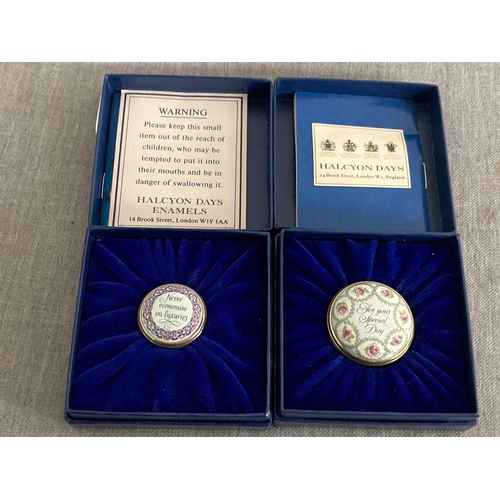 WARNING
Please keep this small
item out of the reach of
children, who may be
tempted to put it into
their mouths and be in
danger of swallowing it.
HALCYON DAYS
ENAMELS
14 Brook Street, London W1Y 1AA
HALCYON DAYS
14 Brook Street, London W1, England
Never
economise
on luxuries
For your
Special
Day